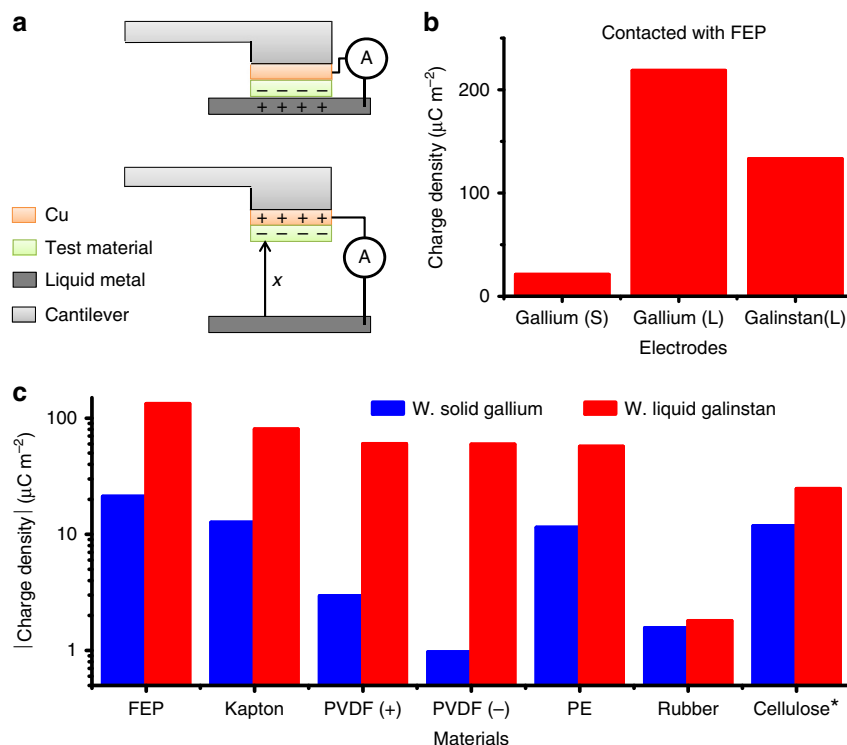 a
A
– – – –
+ + + +
+ + + +
– – – –
A
x
Cu
Test material
Liquid metal
Cantilever
b
Contacted with FEP
Charge density (μC m⁻²)
200
100
0
Gallium (S) Gallium (L) Galinstan(L)
Electrodes
c
W. solid gallium W. liquid galinstan
|Charge density| (μC m⁻²)
100
10
1
FEP Kapton PVDF (+) PVDF (–) PE Rubber Cellulose*
Materials